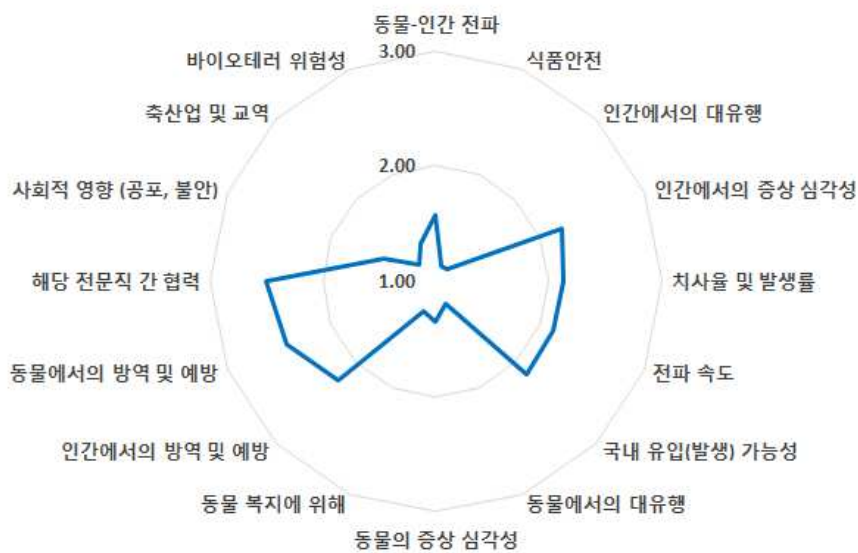 동물-인간 전파
3.00
바이오테러 위험성
식품안전
축산업 및 교역
인간에서의 대유행
2.00
사회적 영향 (공포, 불안)
인간에서의 증상 심각성
해당 전문직 간 협력
1.00
치사율 및 발생률
동물에서의 방역 및 예방
전파 속도
인간에서의 방역 및 예방
국내 유입(발생) 가능성
동물 복지에 위해
동물에서의 대유행
동물의 증상 심각성